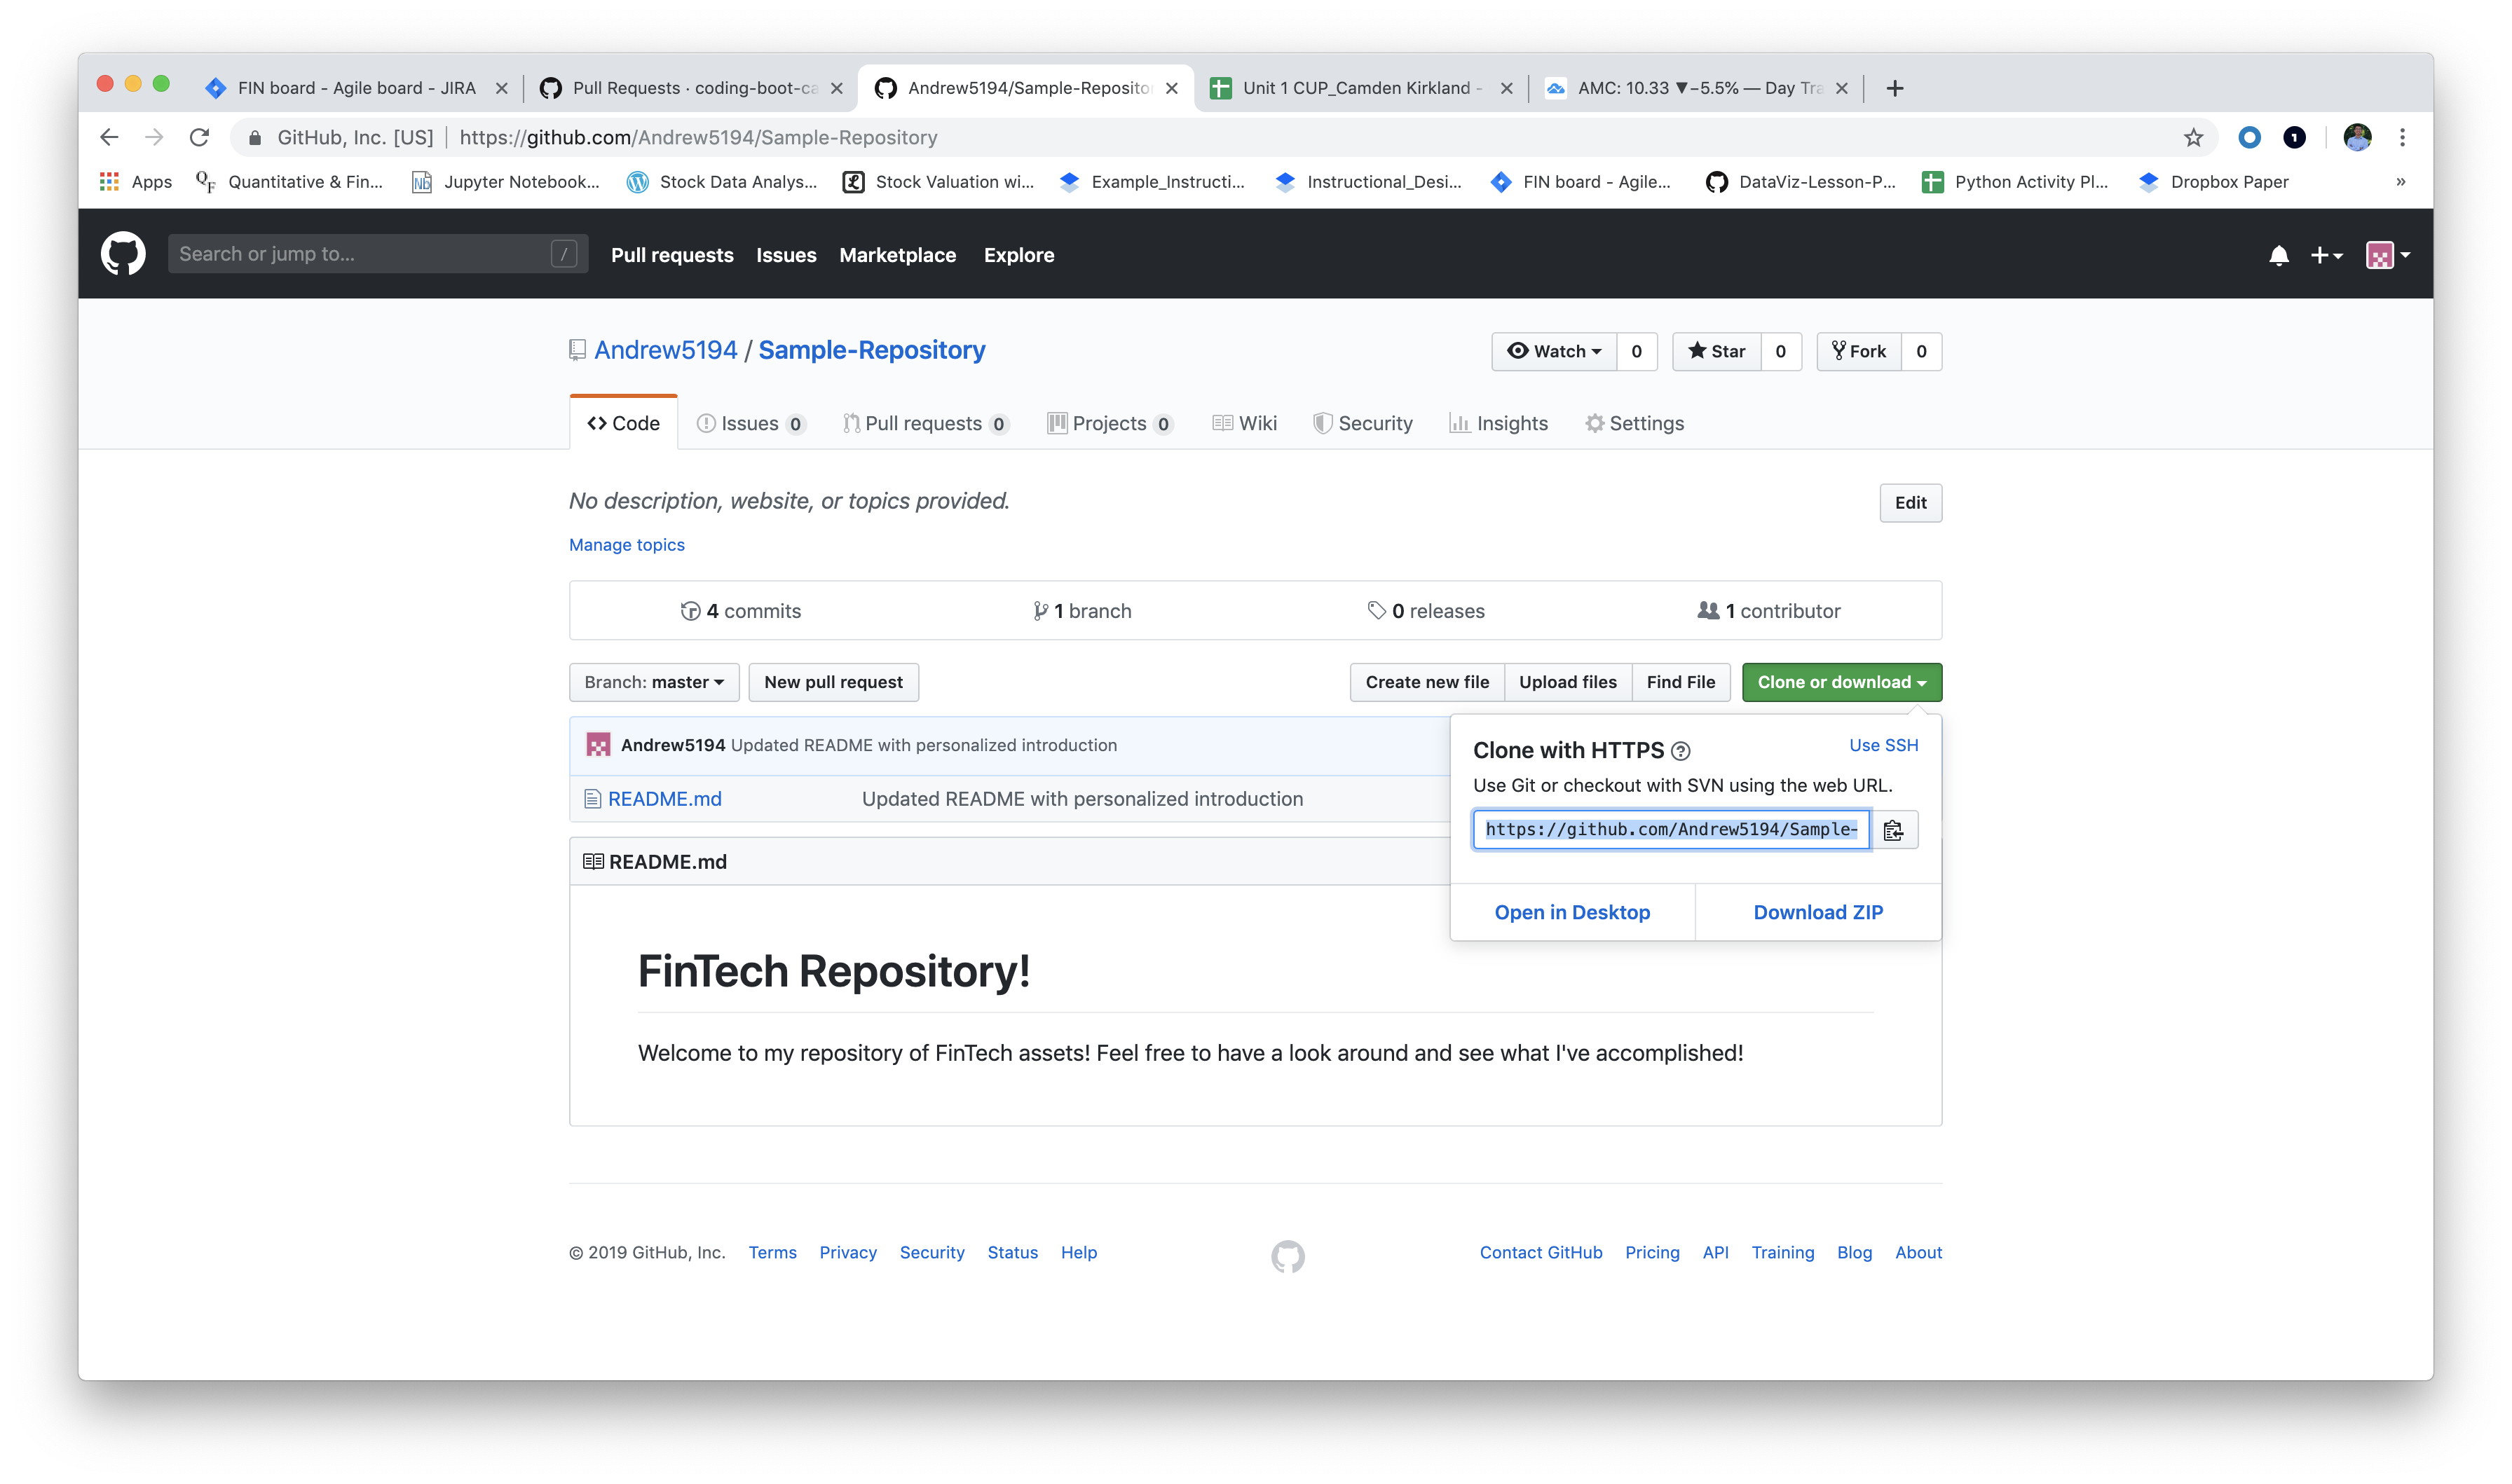 FIN board - Agile board - JIRA
Pull Requests · coding-boot-ca
Andrew5194/Sample-Repositor
Unit 1 CUP_Camden Kirkland -
AMC: 10.33 ▼−5.5% — Day Tra
GitHub, Inc. [US] https://github.com/Andrew5194/Sample-Repository
1
Apps
QF Quantitative & Fin...
Nb Jupyter Notebook...
Stock Data Analys...
Stock Valuation wi...
Example_Instructi...
Instructional_Desi...
FIN board - Agile...
DataViz-Lesson-P...
Python Activity Pl...
Dropbox Paper
»
Search or jump to... /
Pull requests Issues Marketplace Explore
Andrew5194 / Sample-Repository
Watch 0
Star 0
Fork 0
Code
Issues 0
Pull requests 0
Projects 0
Wiki
Security
Insights
Settings
No description, website, or topics provided.
Edit
Manage topics
4 commits
1 branch
0 releases
1 contributor
Branch: master
New pull request
Create new file
Upload files
Find File
Clone or download
Andrew5194 Updated README with personalized introduction
README.md Updated README with personalized introduction
Clone with HTTPS
Use SSH
Use Git or checkout with SVN using the web URL.
https://github.com/Andrew5194/Sample-
Open in Desktop
Download ZIP
README.md
FinTech Repository!
Welcome to my repository of FinTech assets! Feel free to have a look around and see what I've accomplished!
© 2019 GitHub, Inc. Terms Privacy Security Status Help
Contact GitHub Pricing API Training Blog About